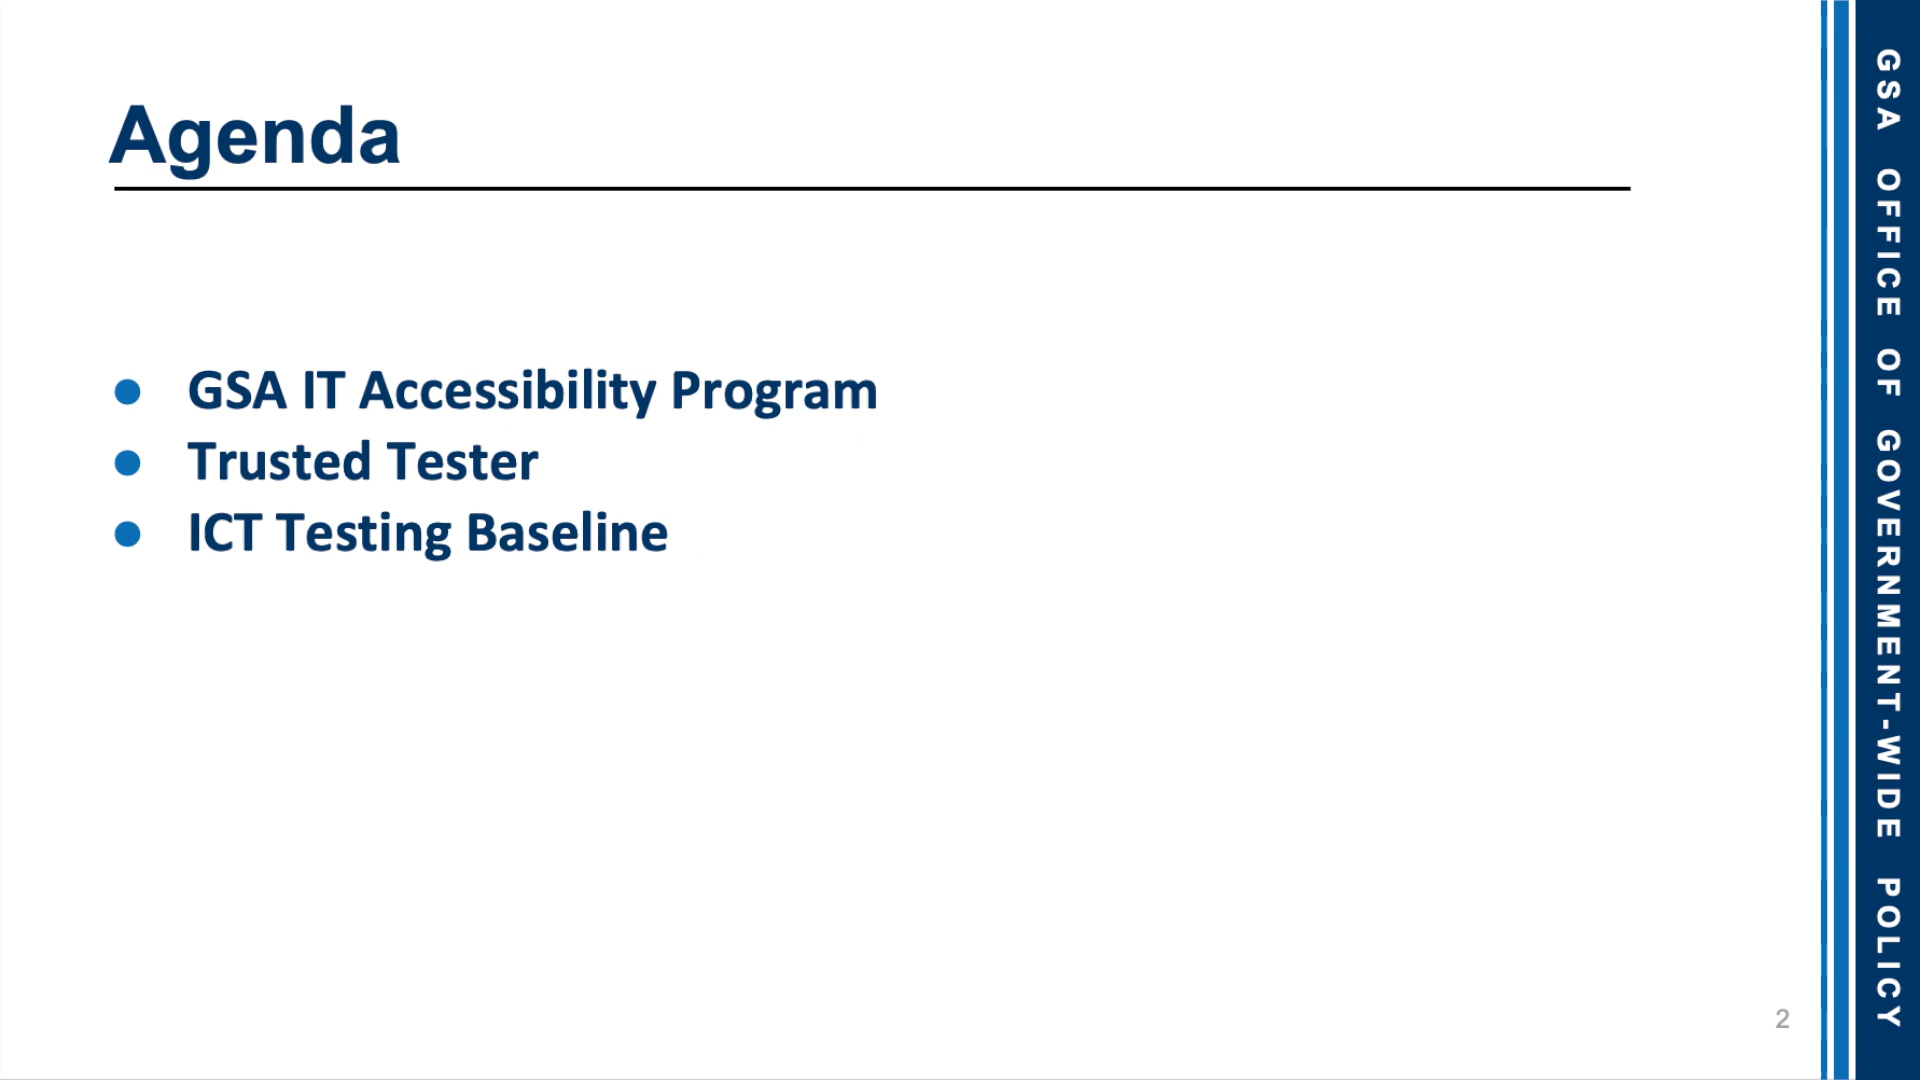 Agenda
● GSA IT Accessibility Program
● Trusted Tester
● ICT Testing Baseline
2
GSA OFFICE OF GOVERNMENT-WIDE POLICY